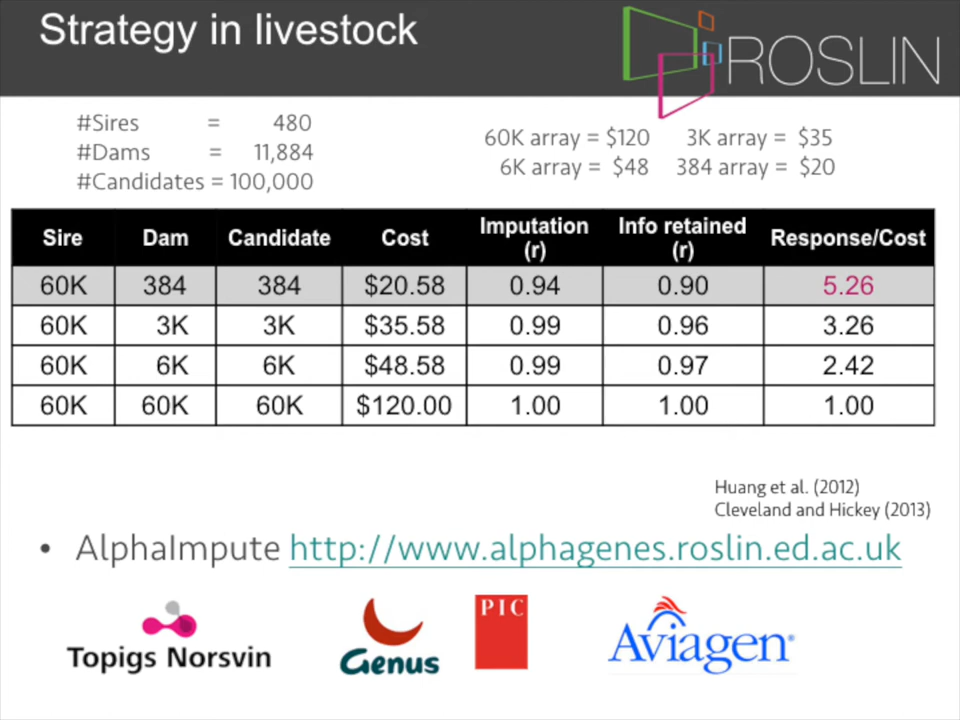 Strategy in livestock
ROSLIN
#Sires = 480
#Dams = 11,884
#Candidates = 100,000
60K array = $120 3K array = $35
6K array = $48 384 array = $20
Sire Dam Candidate Cost Imputation (r) Info retained (r) Response/Cost
60K 384 384 $20.58 0.94 0.90 5.26
60K 3K 3K $35.58 0.99 0.96 3.26
60K 6K 6K $48.58 0.99 0.97 2.42
60K 60K 60K $120.00 1.00 1.00 1.00
Huang et al. (2012)
Cleveland and Hickey (2013)
• AlphaImpute http://www.alphagenes.roslin.ed.ac.uk
Topigs Norsvin
Genus
PIC
Aviagen®